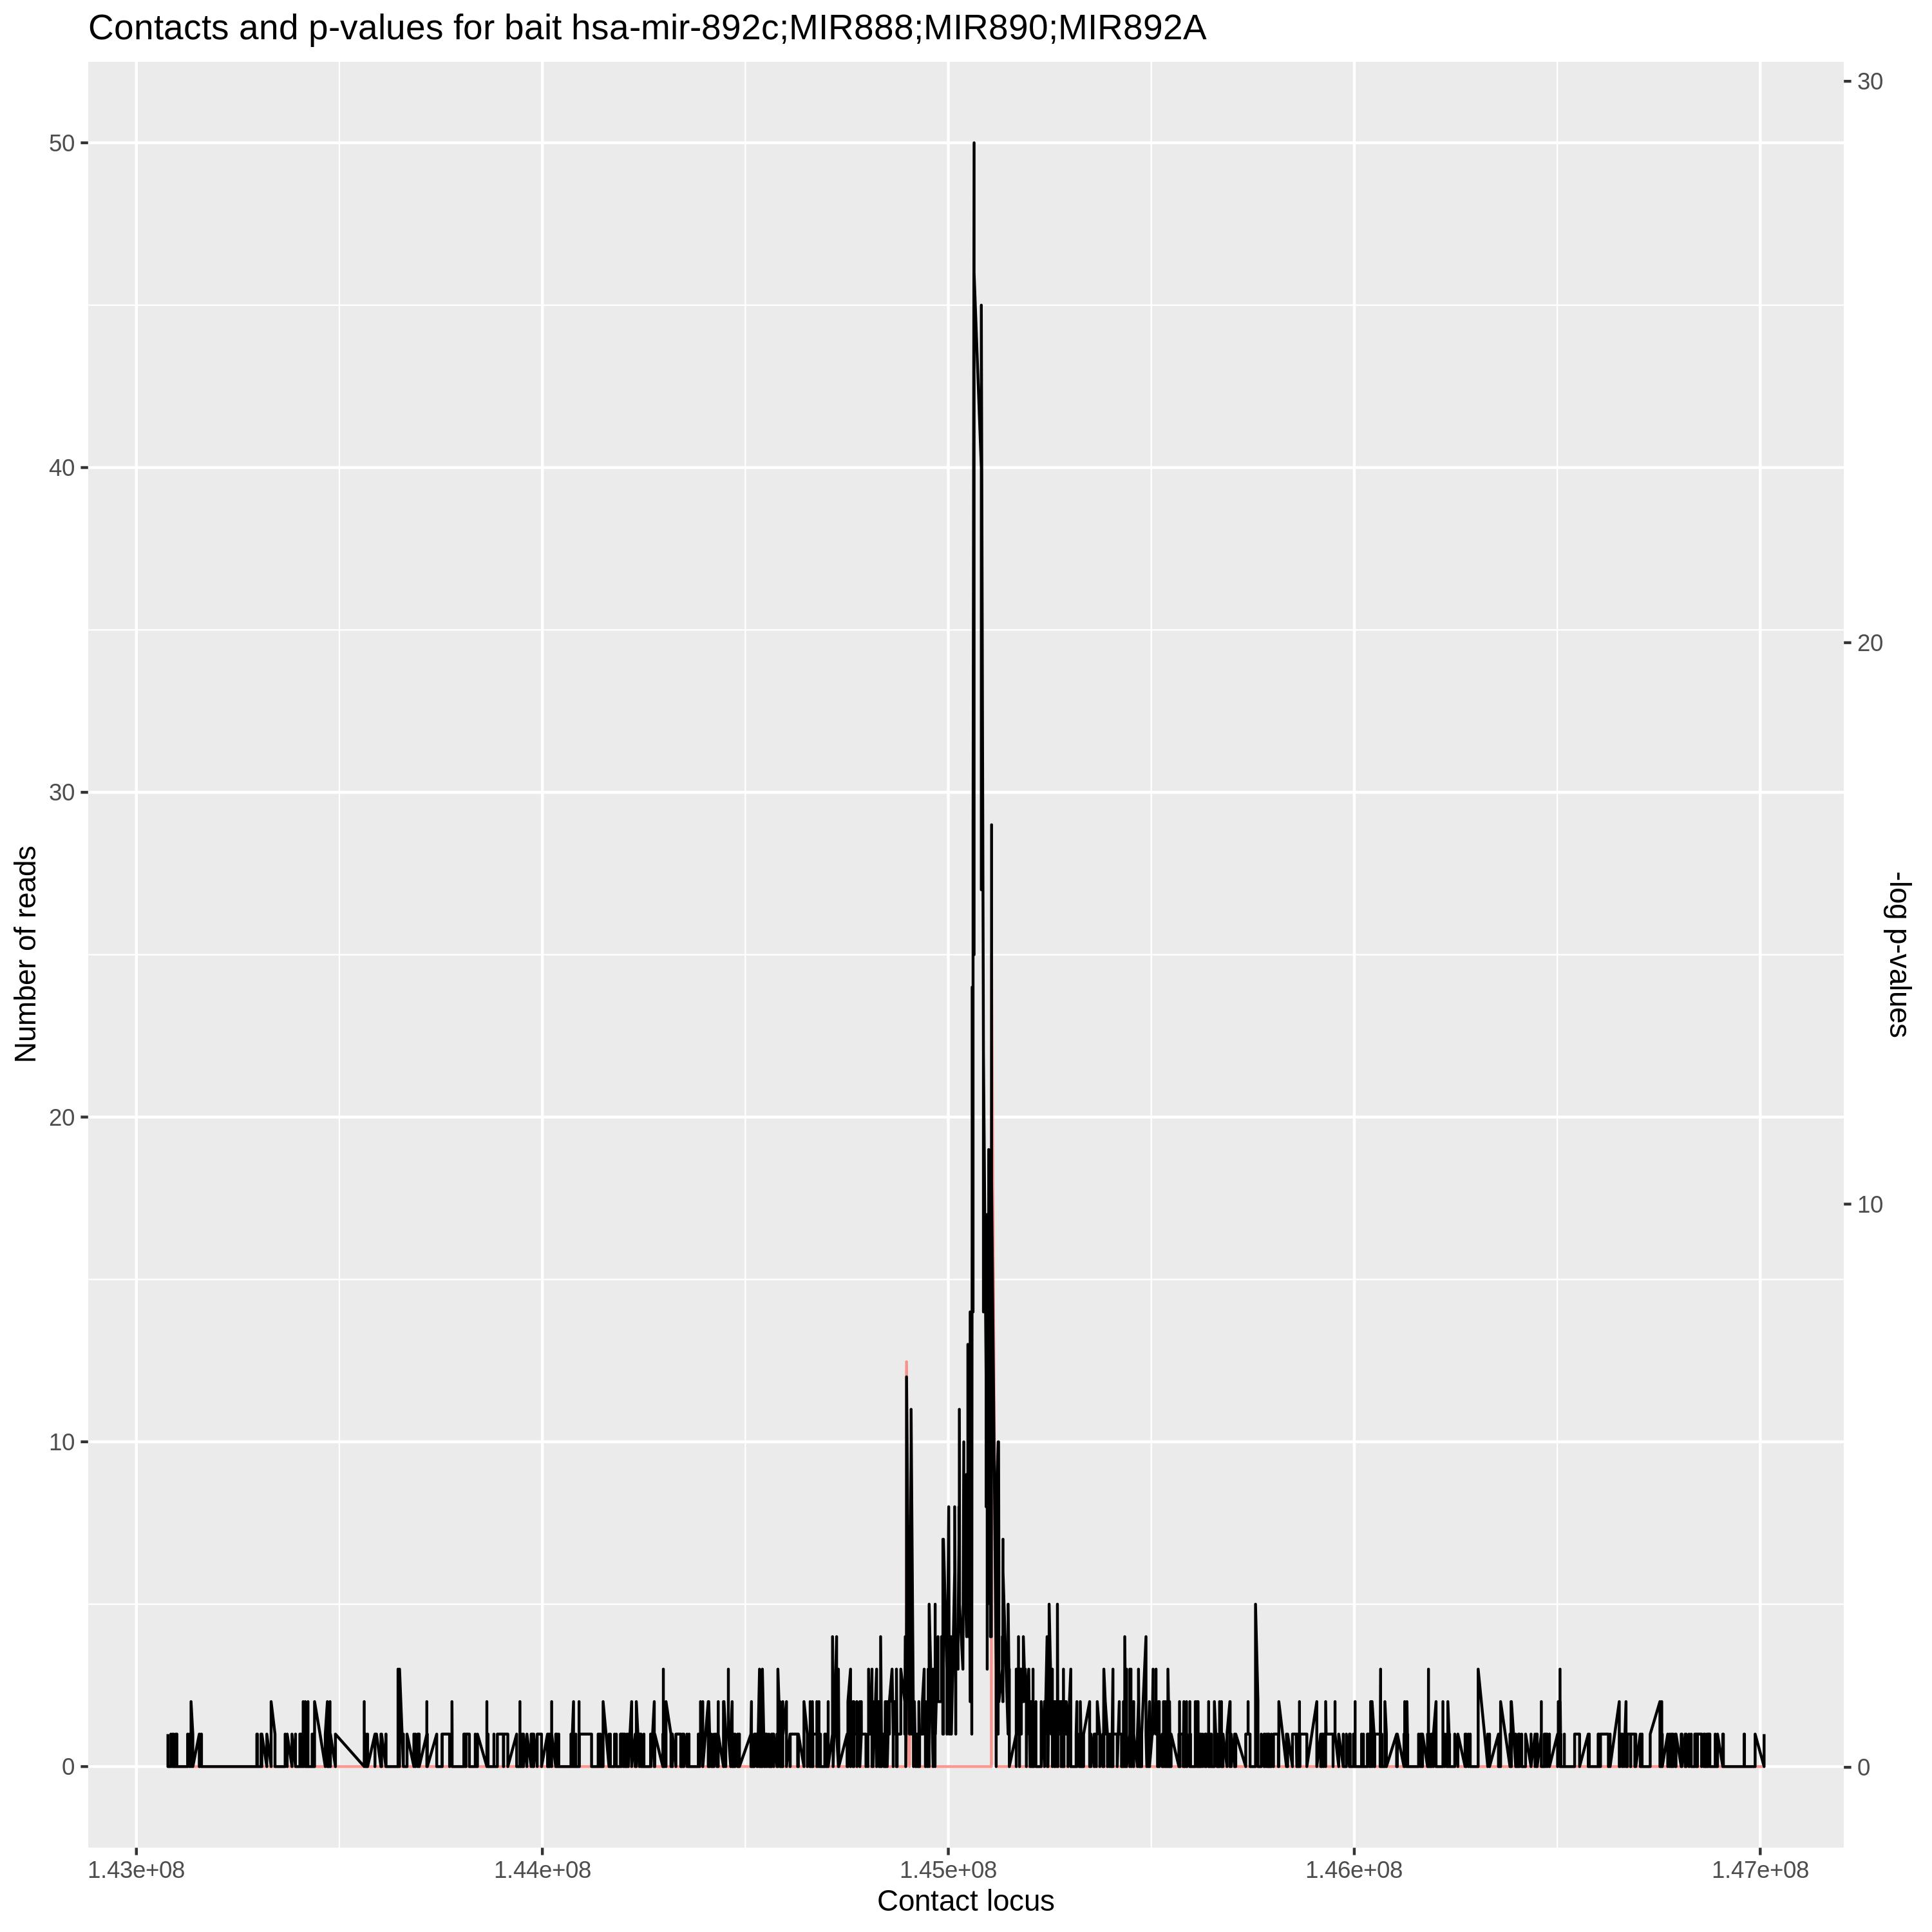 Contacts and p-values for bait hsa-mir-892c;MIR888;MIR890;MIR892A
Number of reads
50
40
30
20
10
0
30
20
10
0
-log p-values
1.43e+08 1.44e+08 1.45e+08 1.46e+08 1.47e+08
Contact locus